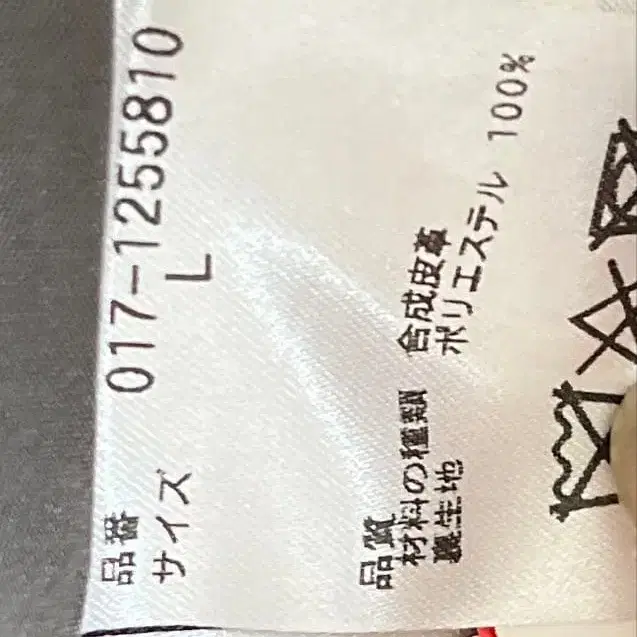 品番 017-1255810
サイズ L
品質
材料の種類 合成皮革
裏生地 ポリエステル 100%